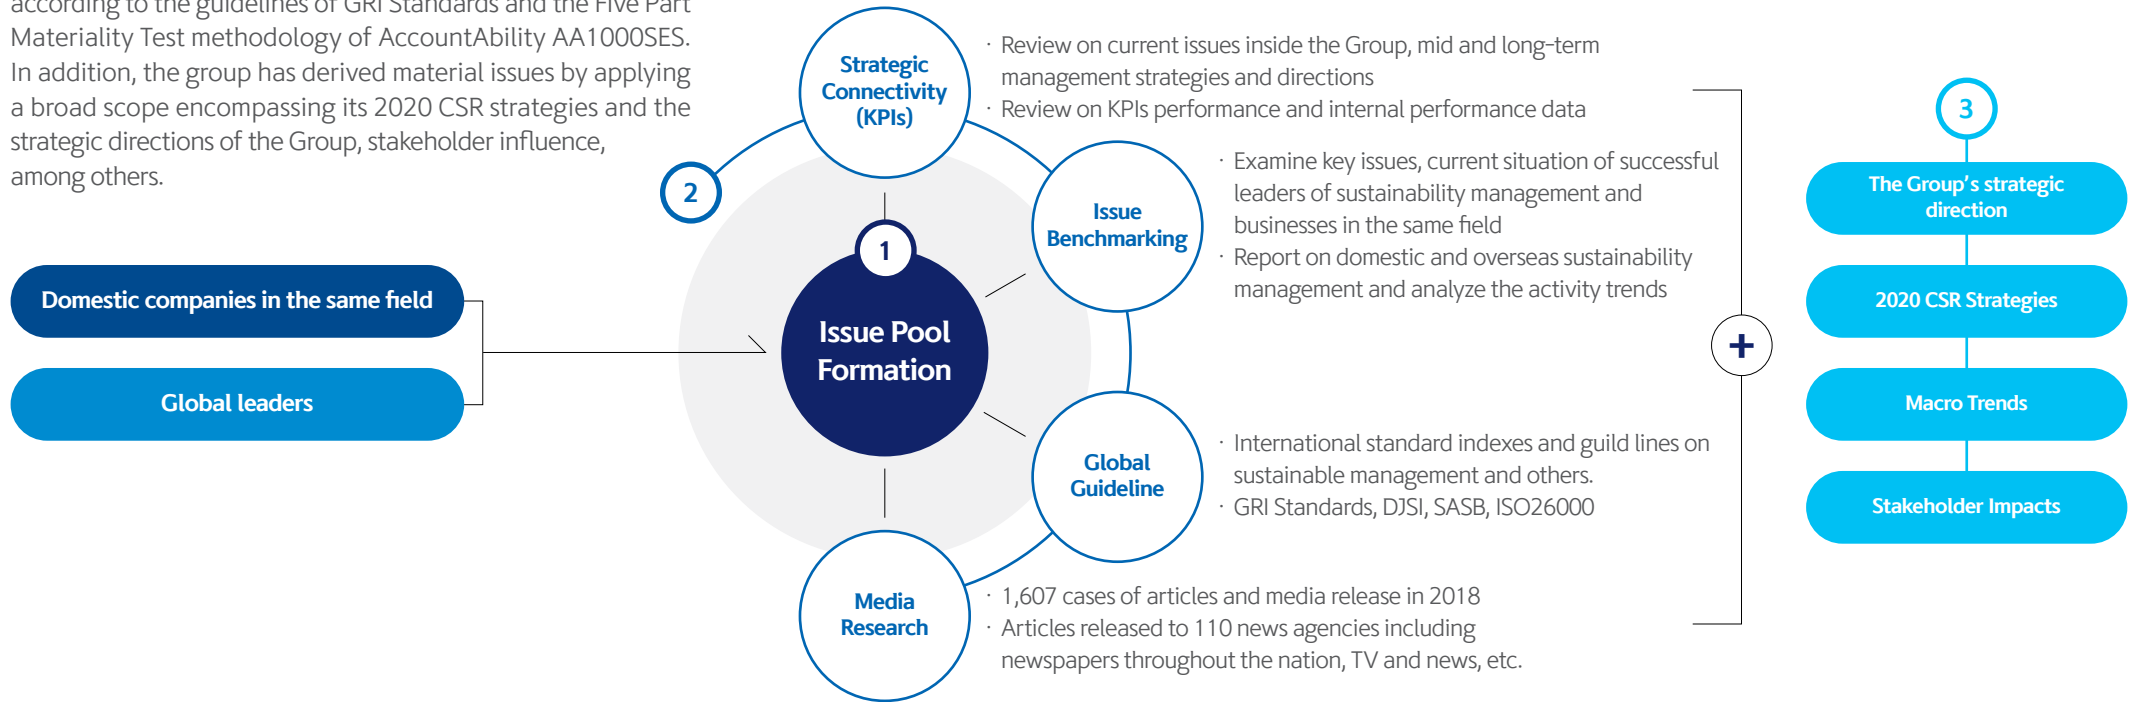 according to the guidelines of GRI Standards and the Five Part
Materiality Test methodology of AccountAbility AA1000SES.
In addition, the group has derived material issues by applying
a broad scope encompassing its 2020 CSR strategies and the
strategic directions of the Group, stakeholder influence,
among others.
Domestic companies in the same field
Global leaders
1
Issue Pool
Formation
2
Strategic
Connectivity
(KPIs)
· Review on current issues inside the Group, mid and long-term
management strategies and directions
· Review on KPIs performance and internal performance data
Issue
Benchmarking
· Examine key issues, current situation of successful
leaders of sustainability management and
businesses in the same field
· Report on domestic and overseas sustainability
management and analyze the activity trends
Global
Guideline
· International standard indexes and guild lines on
sustainable management and others.
· GRI Standards, DJSI, SASB, ISO26000
Media
Research
· 1,607 cases of articles and media release in 2018
· Articles released to 110 news agencies including
newspapers throughout the nation, TV and news, etc.
+
3
The Group's strategic
direction
2020 CSR Strategies
Macro Trends
Stakeholder Impacts